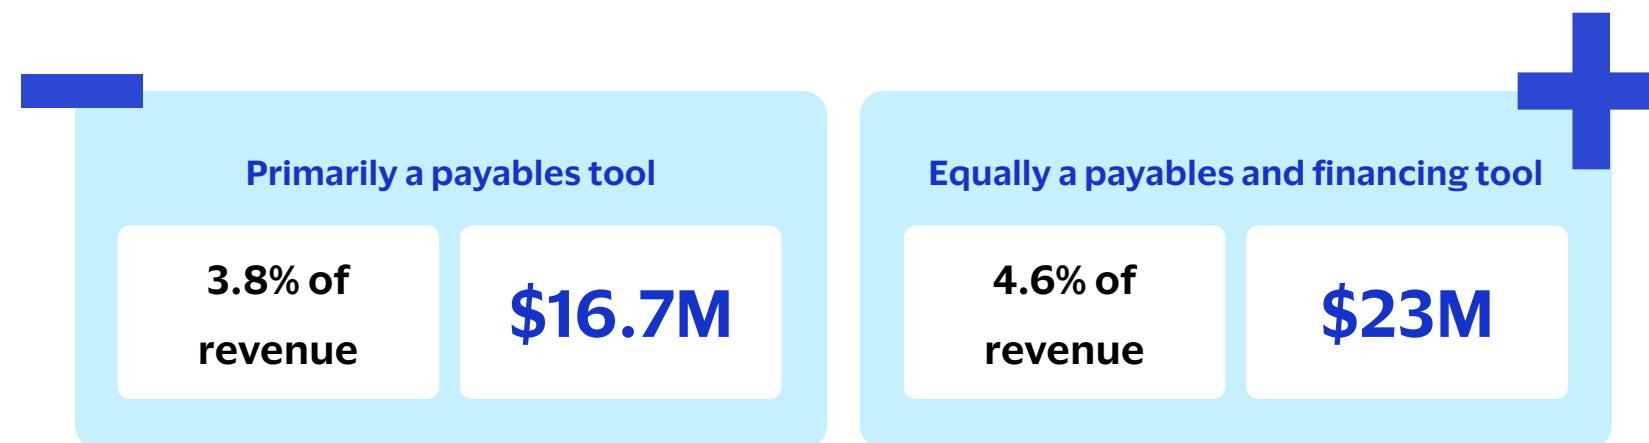 Primarily a payables tool
3.8% of
revenue
$16.7M
Equally a payables and financing tool
4.6% of
revenue
$23M